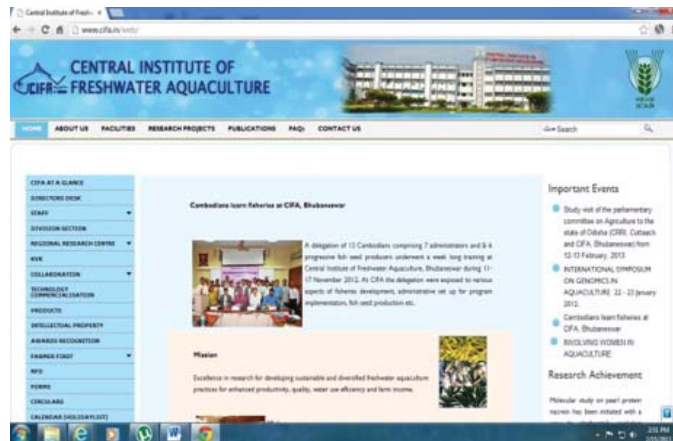 Central Institute of Fresh
www.cifa.in/web/
CENTRAL INSTITUTE OF
FRESHWATER AQUACULTURE
CIFA
HOME ABOUT US FACILITIES RESEARCH PROJECTS PUBLICATIONS FAQs CONTACT US
Search
CIFA AT A GLANCE
DIRECTORS DESK
STAFF
DIVISION SECTION
REGIONAL RESEARCH CENTRE
KVK
COLLABORATION
TECHNOLOGY
COMMERCIALISATION
PRODUCTS
INTELLECTUAL PROPERTY
AWARDS RECOGNITION
FARMER FIRST
RFD
FORMS
CIRCULARS
CALENDAR (HOLIDAYLIST)
Cambodians learn fisheries at CIFA, Bhubaneswar
A delegation of 13 Cambodians comprising 7 administrators and & 6
progressive fish seed producers underwent a week long training at
Central Institute of Freshwater Aquaculture, Bhubaneswar during 11-
17 November 2012. At CIFA the delegation were exposed to various
aspects of fisheries development, administrative set up for program
implementation, fish seed production etc.
Mission
Excellence in research for developing sustainable and diversified freshwater aquaculture
practices for enhanced productivity, quality, water use efficiency and farm income.
Important Events
Study visit of the parliamentary
committee on Agriculture to the
state of Odisha (CRRI, Cuttack
and CIFA, Bhubaneswar) from
12-13 February, 2013.
INTERNATIONAL SYMPOSIUM
ON GENOMICS IN
AQUACULTURE 22 - 23 January
2012.
Cambodians learn fisheries at
CIFA, Bhubaneswar
INVOLVING WOMEN IN
AQUACULTURE
Research Achievement
Molecular study on pearl protein
nacrein has been initiated with a
2:51 PM